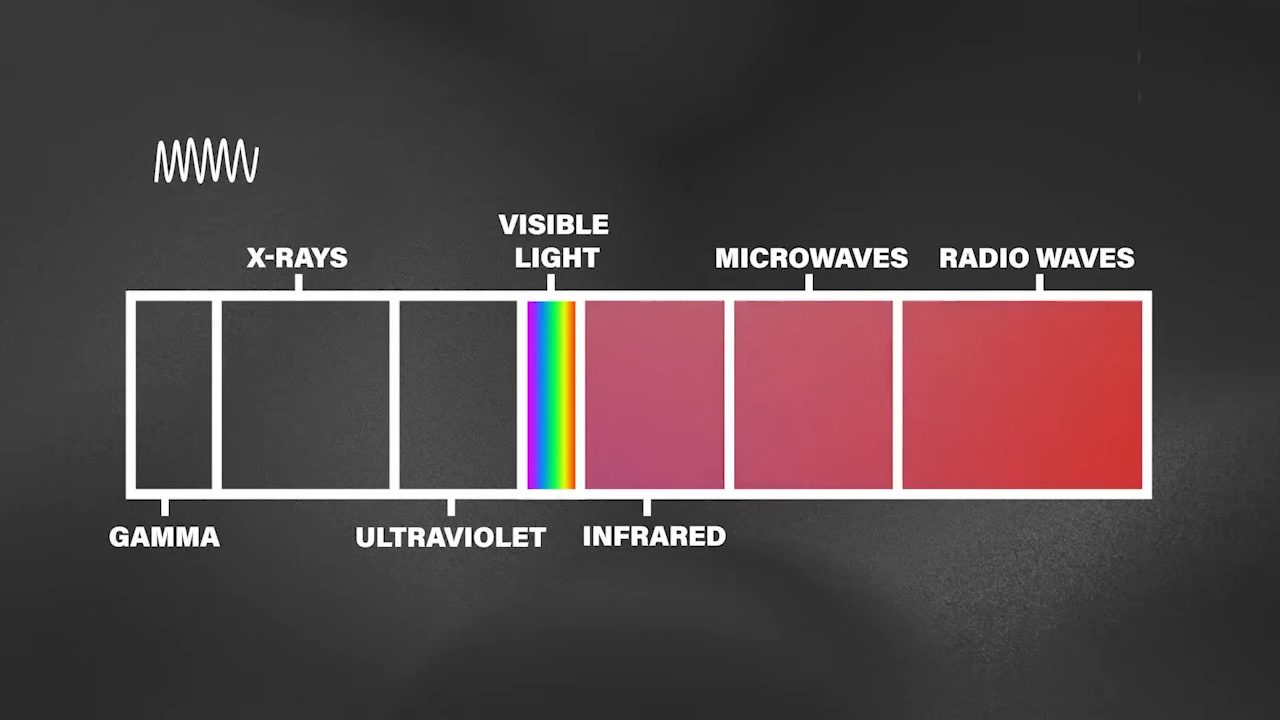 VISIBLE
LIGHT
X-RAYS
MICROWAVES
RADIO WAVES
GAMMA
ULTRAVIOLET
INFRARED